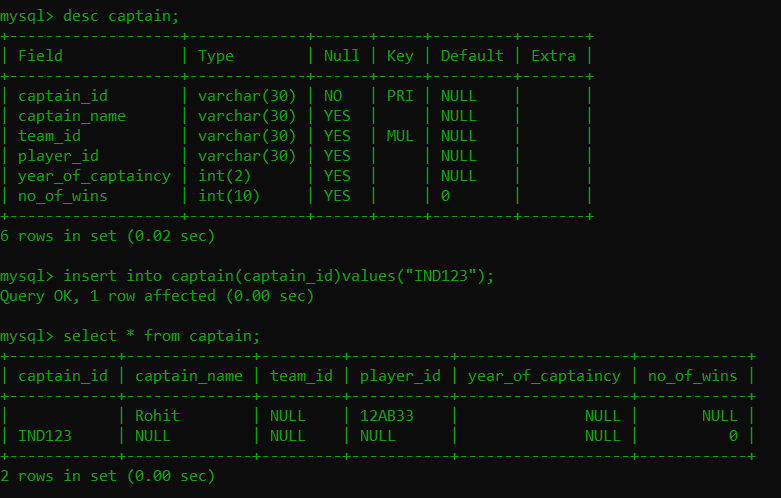 mysql> desc captain;
+-------------------+-------------+------+-----+---------+-------+
| Field             | Type        | Null | Key | Default | Extra |
+-------------------+-------------+------+-----+---------+-------+
| captain_id        | varchar(30) | NO   | PRI | NULL    |       |
| captain_name      | varchar(30) | YES  |     | NULL    |       |
| team_id           | varchar(30) | YES  | MUL | NULL    |       |
| player_id         | varchar(30) | YES  |     | NULL    |       |
| year_of_captaincy | int(2)      | YES  |     | NULL    |       |
| no_of_wins        | int(10)     | YES  |     | 0       |       |
+-------------------+-------------+------+-----+---------+-------+
6 rows in set (0.02 sec)

mysql> insert into captain(captain_id)values("IND123");
Query OK, 1 row affected (0.00 sec)

mysql> select * from captain;
+------------+--------------+---------+-----------+-------------------+------------+
| captain_id | captain_name | team_id | player_id | year_of_captaincy | no_of_wins |
+------------+--------------+---------+-----------+-------------------+------------+
|            | Rohit        | NULL    | 12AB33    |              NULL |       NULL |
| IND123     | NULL         | NULL    | NULL      |              NULL |          0 |
+------------+--------------+---------+-----------+-------------------+------------+
2 rows in set (0.00 sec)